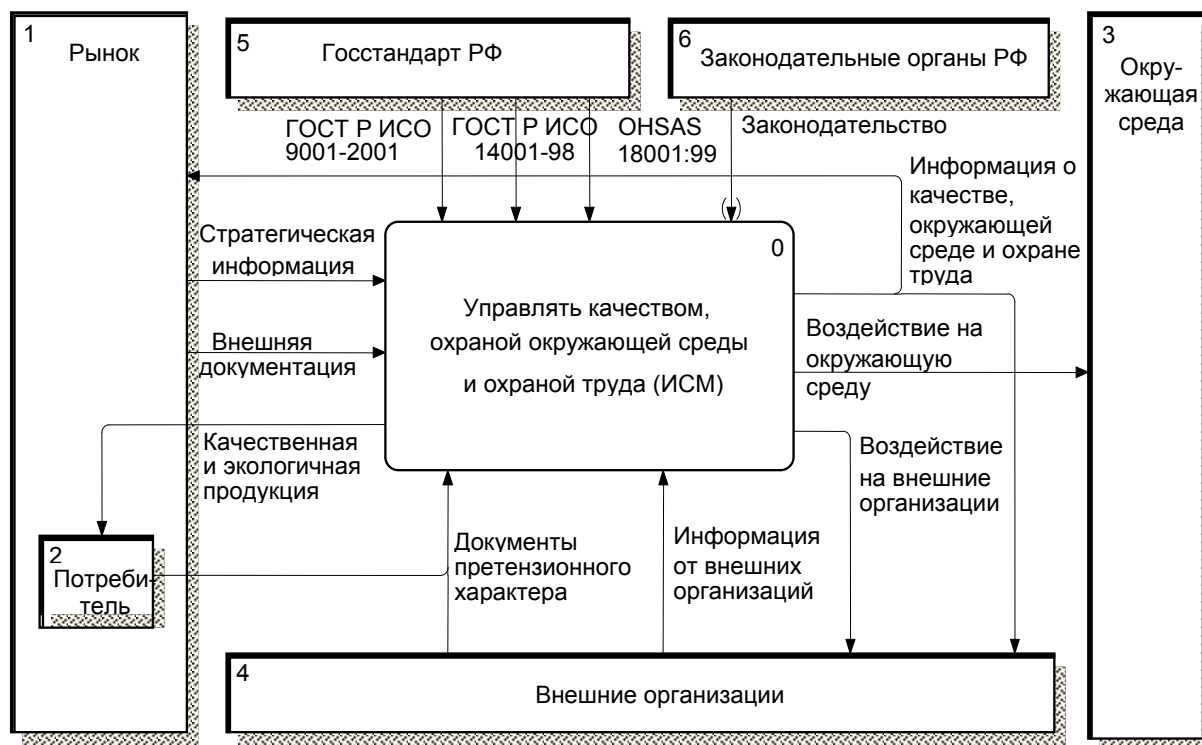 1
Рынок
5
Госстандарт РФ
6
Законодательные органы РФ
3
Окру-
жающая
среда
ГОСТ Р ИСО
9001-2001
ГОСТ Р ИСО
14001-98
OHSAS
18001:99
Законодательство
Информация о
качестве,
окружающей
среде и охране
труда
Стратегическая
информация
Внешняя
документация
0
Управлять качеством,
охраной окружающей среды
и охраной труда (ИСМ)
Воздействие на
окружающую
среду
Качественная
и экологичная
продукция
Воздействие
на внешние
организации
2
Потреби-
тель
Документы
претензионного
характера
Информация
от внешних
организаций
4
Внешние организации